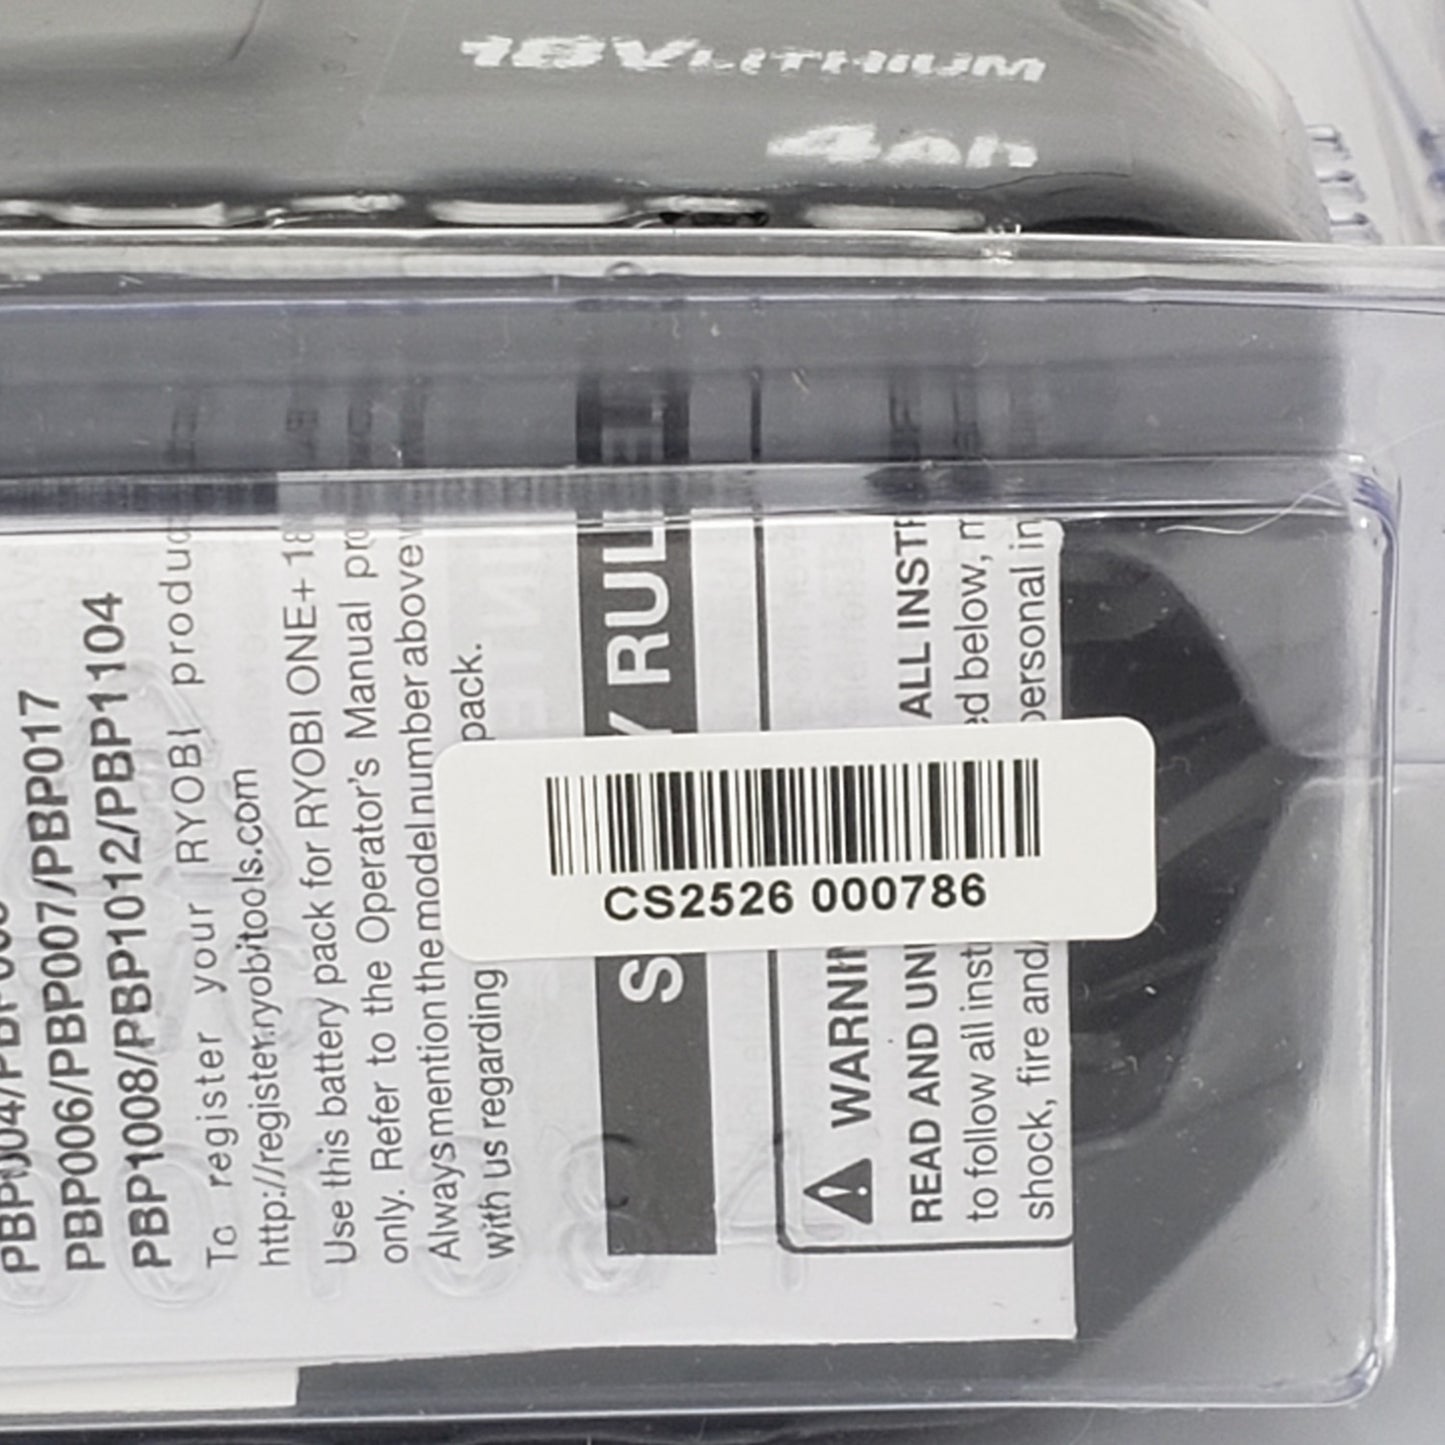 18V LITHIUM
4Ah
PBP006/PBP007/PBP017
PBP1008/PBP1012/PBP1104
To register your RYOBI produc
http://register.ryobitools.com
Use this battery pack for RYOBI ONE+ 18
only. Refer to the Operator's Manual pro
Always mention the model number above
with us regarding pack.
S Y RUL
WARNIN
READ AND UN ALL INSTR
to follow all inst ed below, m
shock, fire and/ personal in
CS2526 000786